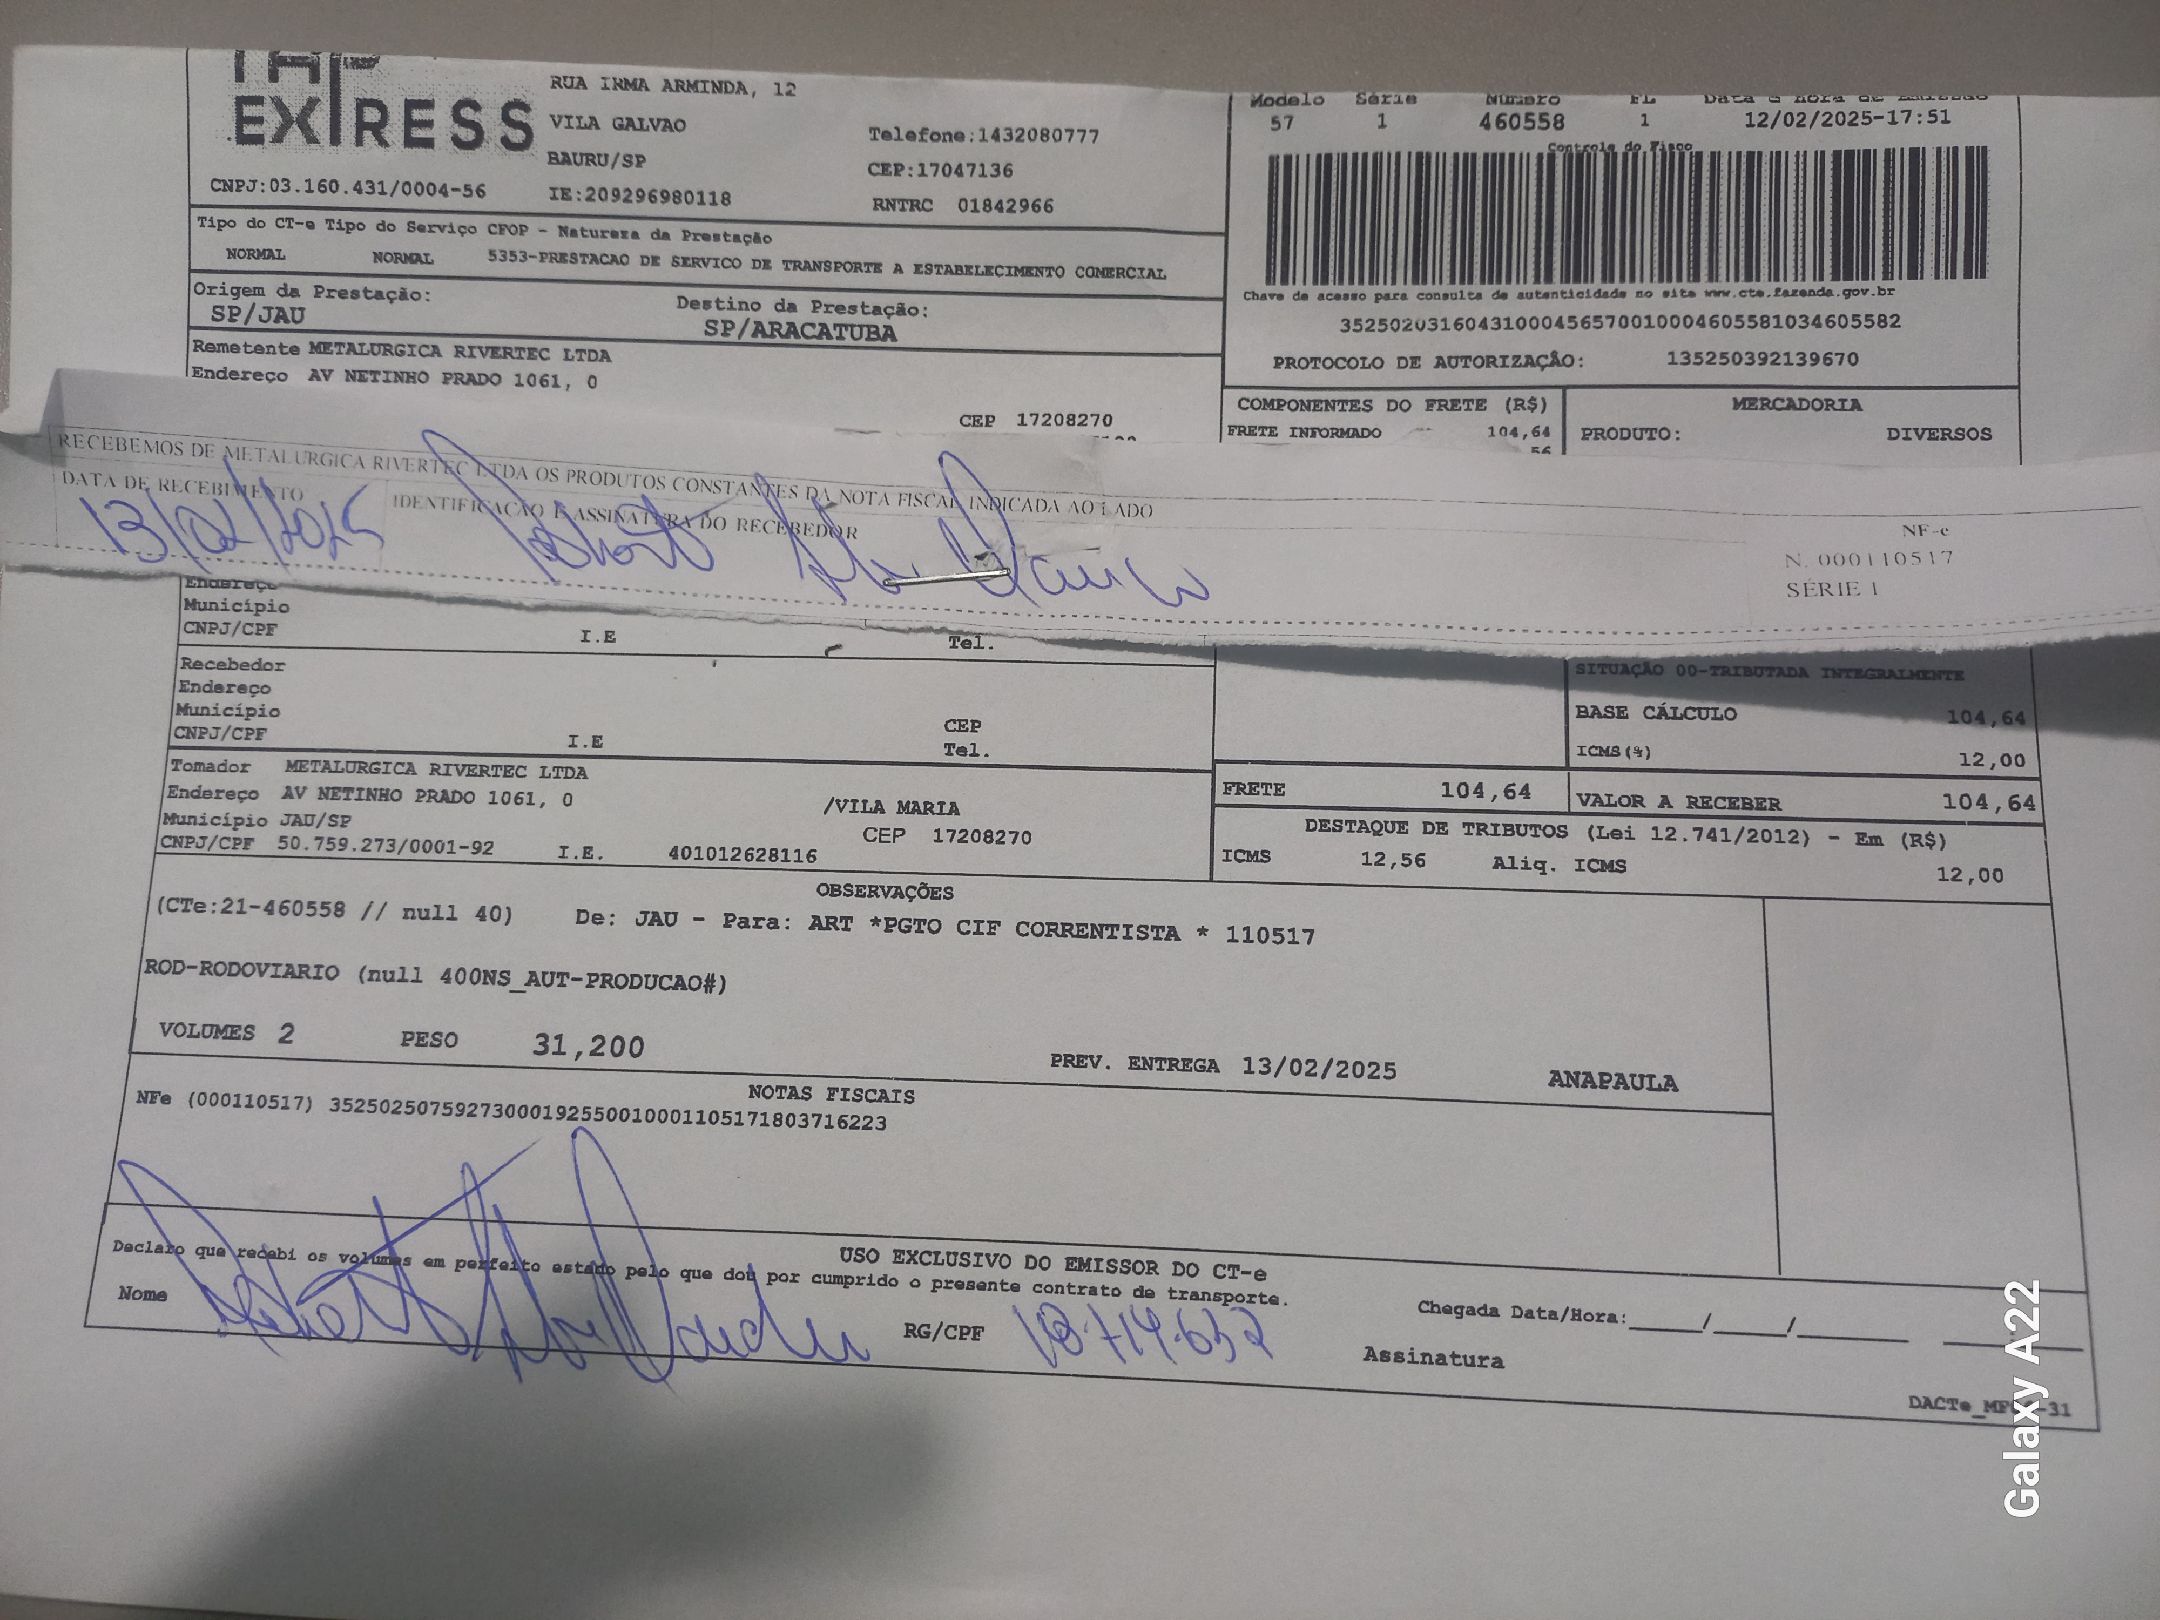 TAP
EXPRESS
RUA IRMA ARMINDA, 12
VILA GALVAO
Telefone:1432080777
BAURU/SP
CEP:17047136
CNPJ:03.160.431/0004-56
IE:209296980118
RNTRC 01842966
Modelo Série Número FL Data e Hora de Emissão
57 1 460558 1 12/02/2025-17:51
Controle do Fisco
Tipo do CT-e Tipo do Serviço CFOP - Natureza da Prestação
NORMAL NORMAL 5353-PRESTACAO DE SERVICO DE TRANSPORTE A ESTABELECIMENTO COMERCIAL
Origem da Prestação: Destino da Prestação:
SP/JAU SP/ARACATUBA
Chave de acesso para consulta de autenticidade no site www.cte.fazenda.gov.br
35250203160431000456570010004605581034605582
PROTOCOLO DE AUTORIZAÇÃO: 135250392139670
Remetente METALURGICA RIVERTEC LTDA
Endereço AV NETINHO PRADO 1061, 0
CEP 17208270
COMPONENTES DO FRETE (R$) MERCADORIA
FRETE INFORMADO 104,64 PRODUTO: DIVERSOS
56
RECEBEMOS DE METALURGICA RIVERTEC LTDA OS PRODUTOS CONSTANTES DA NOTA FISCAL INDICADA AO LADO
DATA DE RECEBIMENTO IDENTIFICAÇÃO E ASSINATURA DO RECEBEDOR
13/02/2025
NF-e
N. 000110517
SÉRIE 1
Endereço
Município
CNPJ/CPF I.E Tel.
Recebedor
Endereço
Município CEP
CNPJ/CPF I.E Tel.
SITUAÇÃO 00-TRIBUTADA INTEGRALMENTE
BASE CÁLCULO 104,64
ICMS(%) 12,00
Tomador METALURGICA RIVERTEC LTDA
Endereço AV NETINHO PRADO 1061, 0 /VILA MARIA
Município JAU/SP CEP 17208270
CNPJ/CPF 50.759.273/0001-92 I.E. 401012628116
FRETE 104,64 VALOR A RECEBER 104,64
DESTAQUE DE TRIBUTOS (Lei 12.741/2012) - Em (R$)
ICMS 12,56 Aliq. ICMS 12,00
OBSERVAÇÕES
(CTe:21-460558 // null 40) De: JAU - Para: ART *PGTO CIF CORRENTISTA * 110517
ROD-RODOVIARIO (null 400NS_AUT-PRODUCAO#)
VOLUMES 2 PESO 31,200 PREV. ENTREGA 13/02/2025 ANAPAULA
NOTAS FISCAIS
NFe (000110517) 35250250759273000192550010001105171803716223
USO EXCLUSIVO DO EMISSOR DO CT-e
Declaro que recebi os volumes em perfeito estado pelo que dou por cumprido o presente contrato de transporte.
Nome RG/CPF Chegada Data/Hora:_____/_____/________
Assinatura
DACTe_MF -31
Galaxy A22